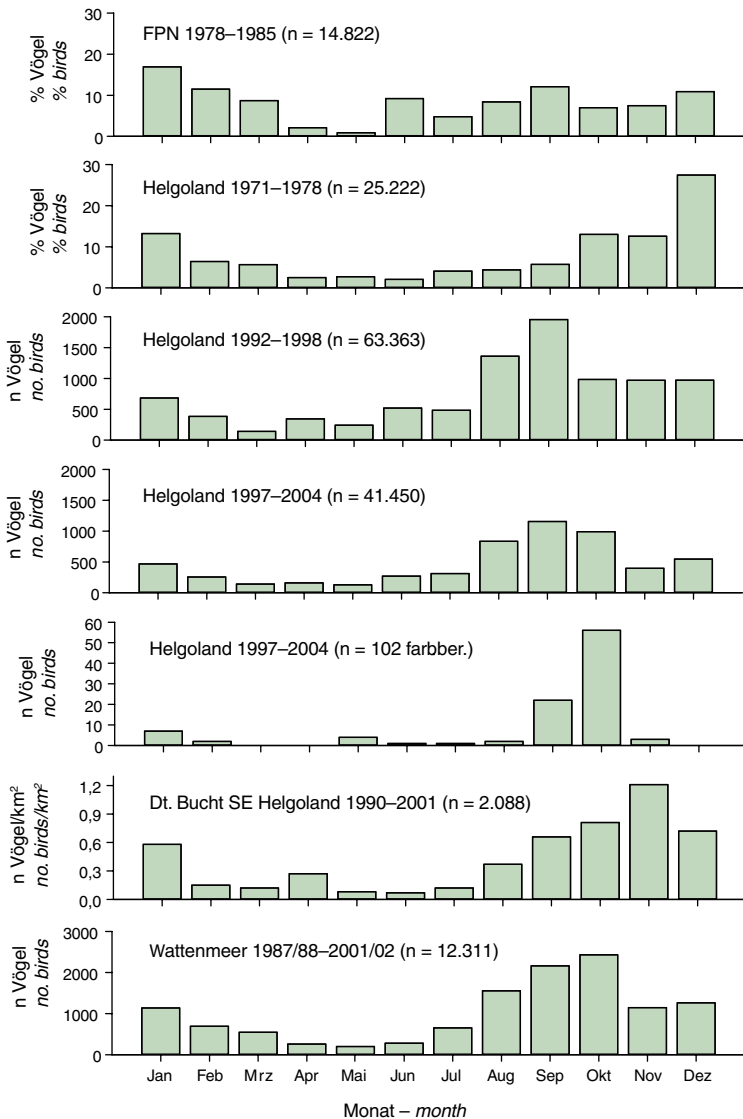 FPN 1978–1985 (n = 14.822)
% Vögel
% birds
30
20
10
0
Helgoland 1971–1978 (n = 25.222)
% Vögel
% birds
30
20
10
0
Helgoland 1992–1998 (n = 63.363)
n Vögel
no. birds
2000
1500
1000
500
0
Helgoland 1997–2004 (n = 41.450)
n Vögel
no. birds
2000
1500
1000
500
0
Helgoland 1997–2004 (n = 102 farbber.)
n Vögel
no. birds
60
50
40
30
20
10
0
Dt. Bucht SE Helgoland 1990–2001 (n = 2.088)
n Vögel/km²
no. birds/km²
1,2
0,9
0,6
0,3
0,0
Wattenmeer 1987/88–2001/02 (n = 12.311)
n Vögel
no. birds
3000
2000
1000
0
Jan Feb Mrz Apr Mai Jun Jul Aug Sep Okt Nov Dez
Monat – month